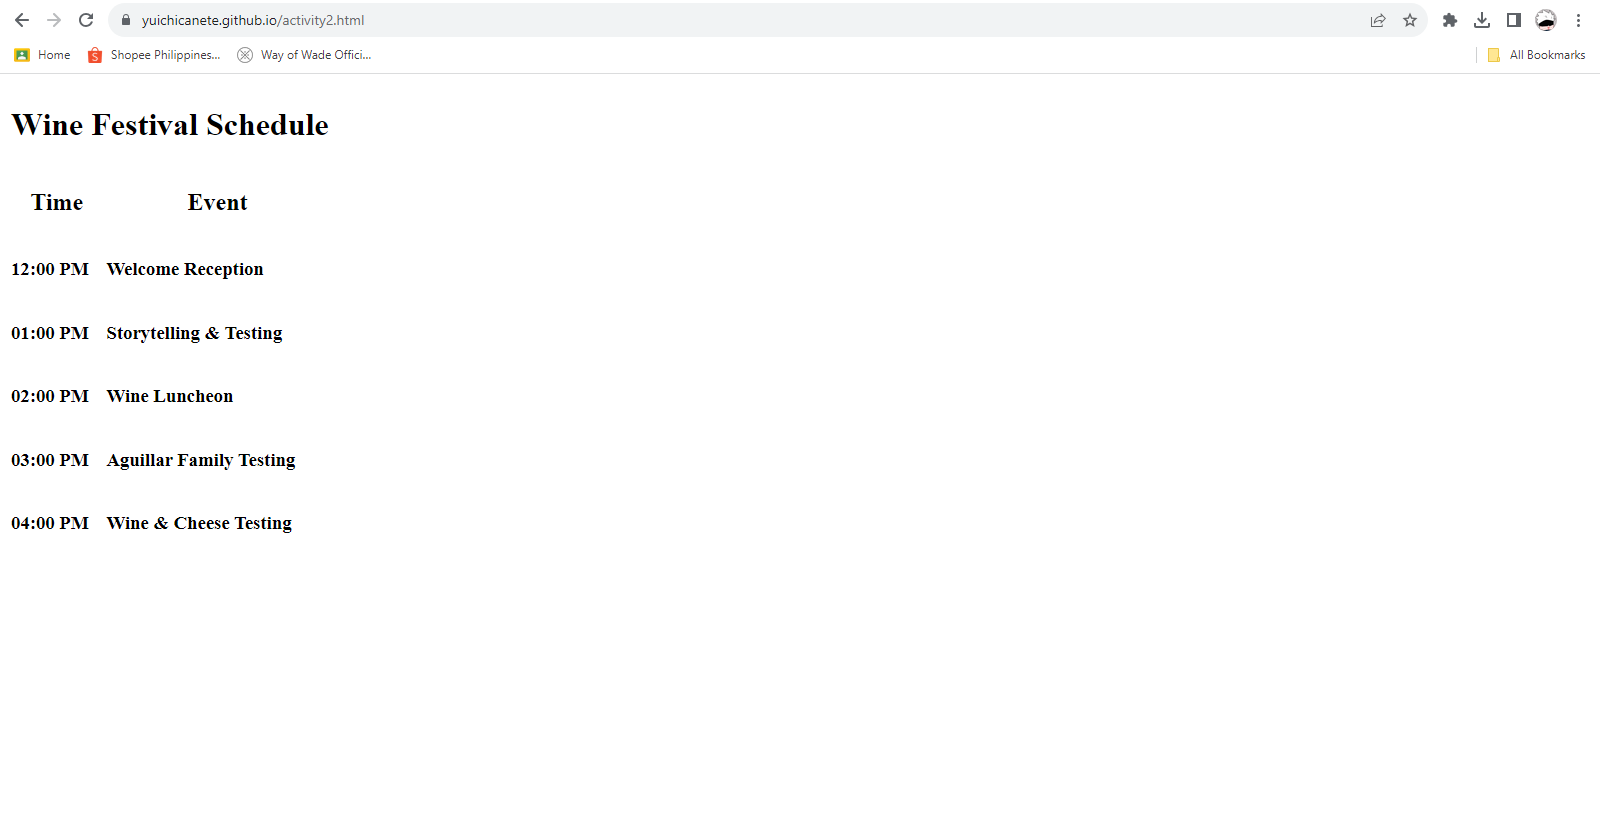 yuichicanete.github.io/activity2.html
Home Shopee Philippines... Way of Wade Offici... All Bookmarks
Wine Festival Schedule
Time Event
12:00 PM Welcome Reception
01:00 PM Storytelling & Testing
02:00 PM Wine Luncheon
03:00 PM Aguillar Family Testing
04:00 PM Wine & Cheese Testing